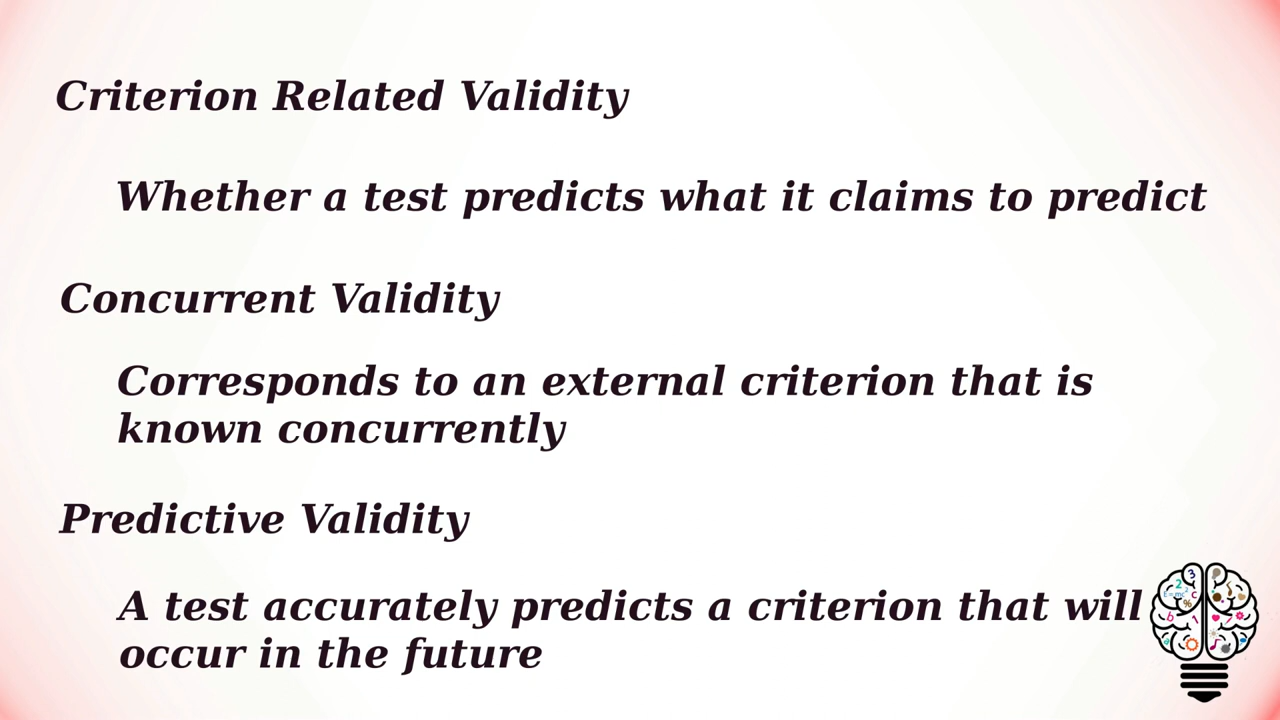 Criterion Related Validity
Whether a test predicts what it claims to predict
Concurrent Validity
Corresponds to an external criterion that is
known concurrently
Predictive Validity
A test accurately predicts a criterion that will
occur in the future